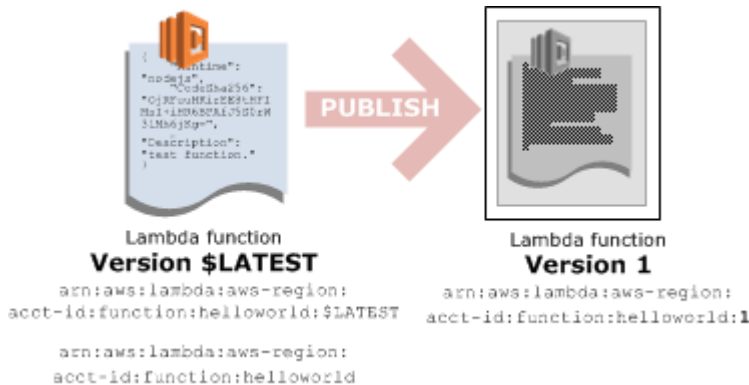 {
"Runtime":
"nodejs",
"CodeSha256":
"Description":
"test function."
}
PUBLISH
Lambda function
Version $LATEST
arn:aws:lambda:aws-region:
acct-id:function:helloworld:$LATEST
arn:aws:lambda:aws-region:
acct-id:function:helloworld
Lambda function
Version 1
arn:aws:lambda:aws-region:
acct-id:function:helloworld:1